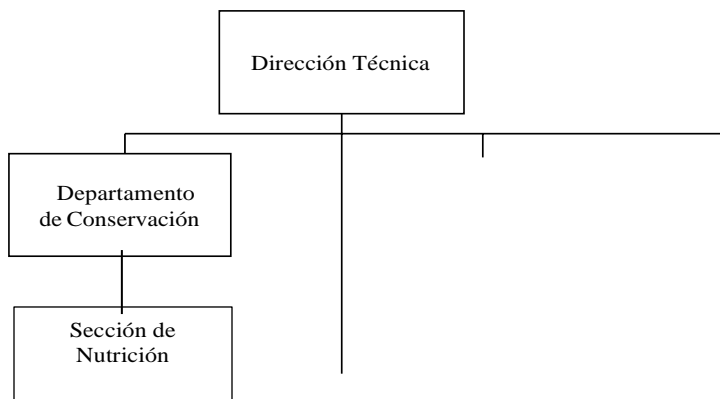 Dirección Técnica
Departamento
de Conservación
Sección de
Nutrición